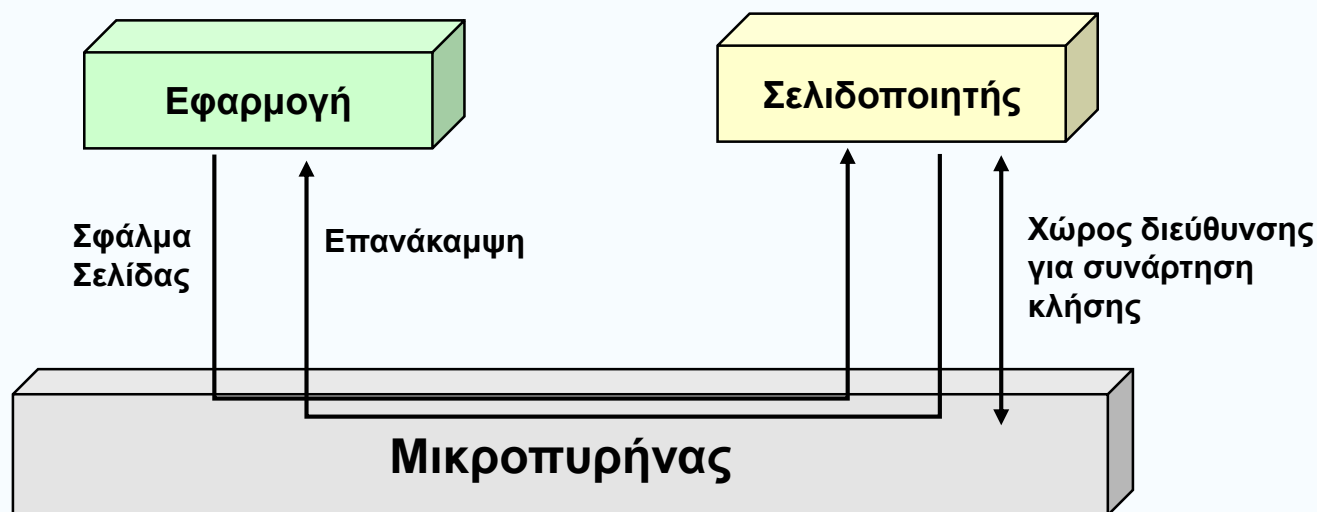 Εφαρμογή
Σελιδοποιητής
Σφάλμα
Σελίδας
Επανάκαμψη
Χώρος διεύθυνσης
για συνάρτηση
κλήσης
Μικροπυρήνας